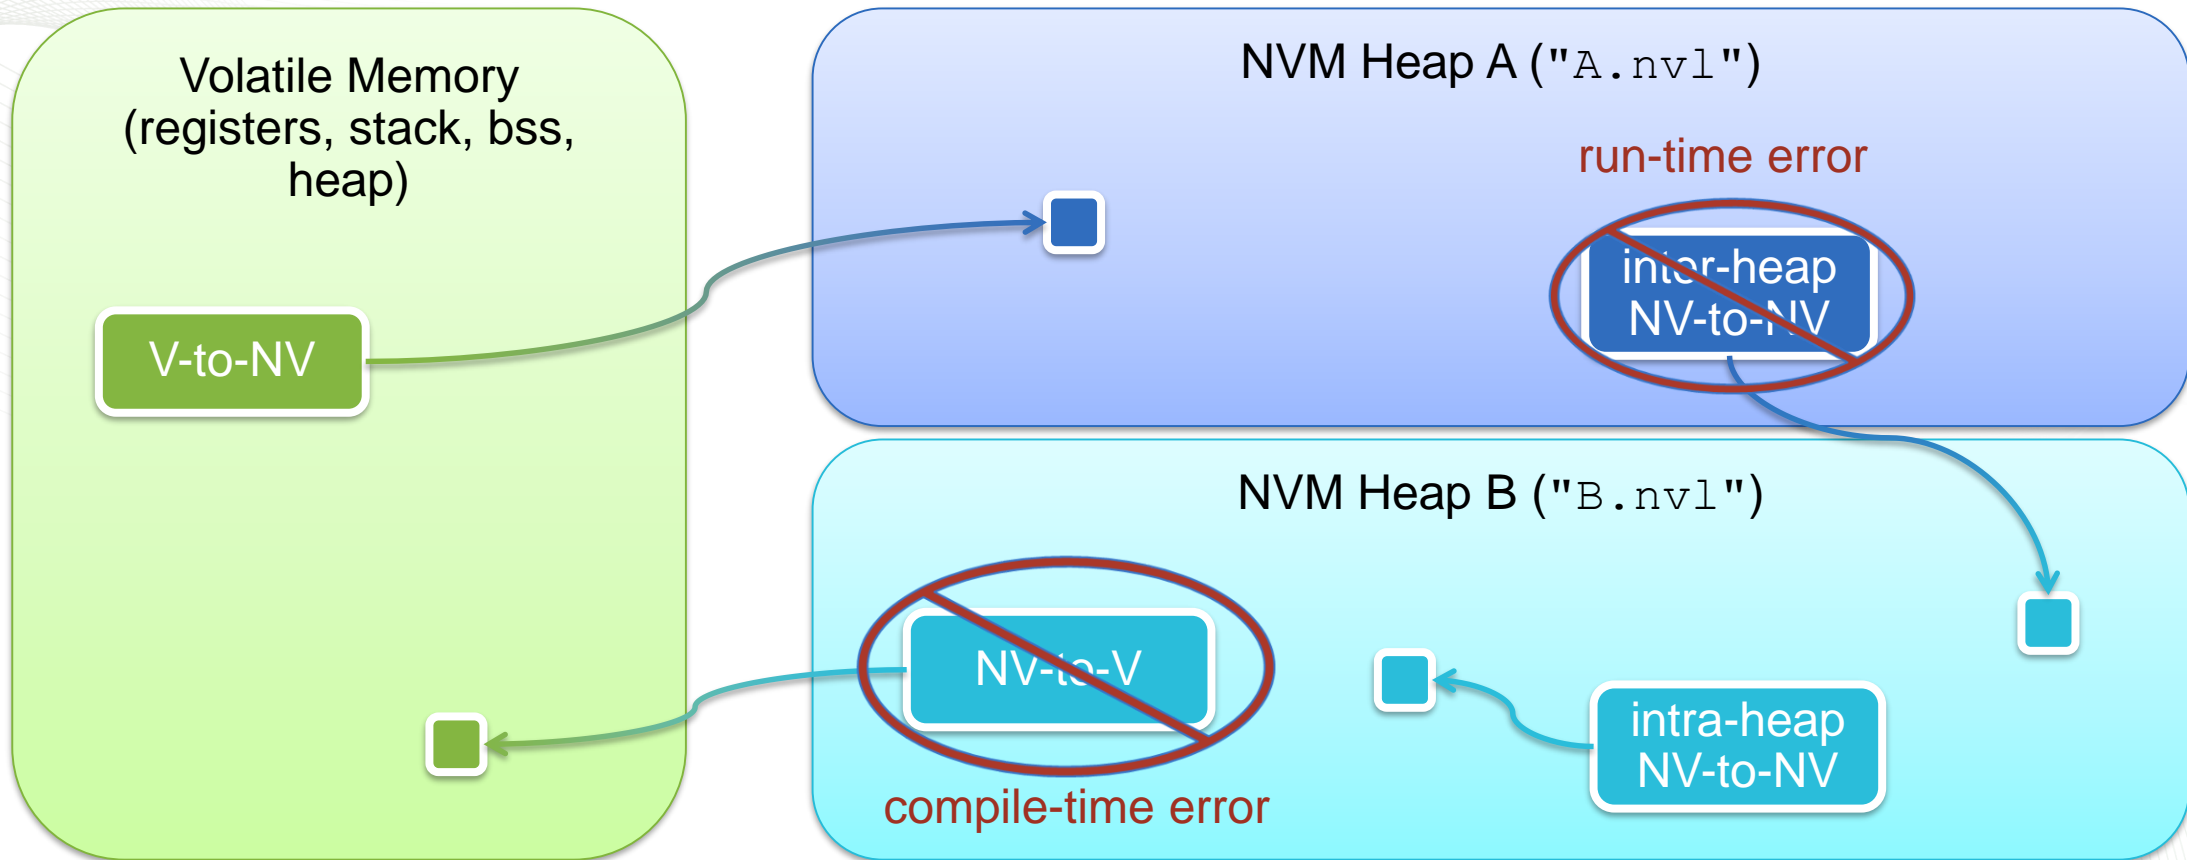 Volatile Memory
(registers, stack, bss,
heap)
V-to-NV
NVM Heap A ("A.nvl")
run-time error
inter-heap
NV-to-NV
NVM Heap B ("B.nvl")
NV-to-V
compile-time error
intra-heap
NV-to-NV